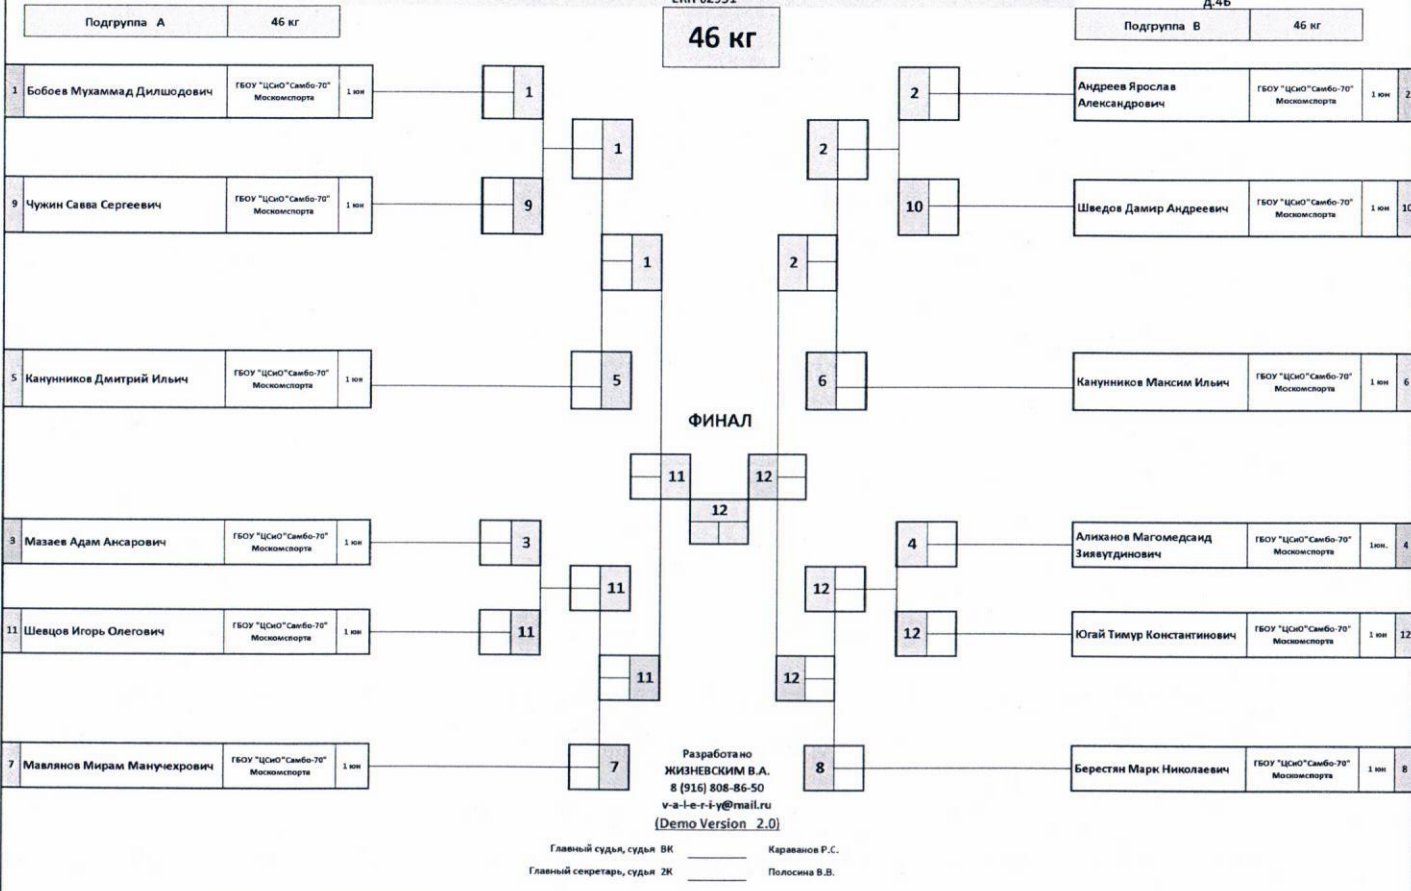 ЕКП 62931
д.4Б
Подгруппа А 46 кг
46 кг
Подгруппа В 46 кг
1 Бобоев Мухаммад Дилшодович ГБОУ "ЦСиО"Самбо-70" Москомспорта 1 юн
1
2
Андреев Ярослав Александрович ГБОУ "ЦСиО"Самбо-70" Москомспорта 1 юн 2
1
2
9 Чужин Савва Сергеевич ГБОУ "ЦСиО"Самбо-70" Москомспорта 1 юн
9
10
Шведов Дамир Андреевич ГБОУ "ЦСиО"Самбо-70" Москомспорта 1 юн 10
1
2
5 Канунников Дмитрий Ильич ГБОУ "ЦСиО"Самбо-70" Москомспорта 1 юн
5
6
Канунников Максим Ильич ГБОУ "ЦСиО"Самбо-70" Москомспорта 1 юн 6
ФИНАЛ
11
12
12
3 Мазаев Адам Ансарович ГБОУ "ЦСиО"Самбо-70" Москомспорта 1 юн
3
4
Алиханов Магомедсаид Зиявутдинович ГБОУ "ЦСиО"Самбо-70" Москомспорта 1юн. 4
11
12
11 Шевцов Игорь Олегович ГБОУ "ЦСиО"Самбо-70" Москомспорта 1 юн
11
12
Югай Тимур Константинович ГБОУ "ЦСиО"Самбо-70" Москомспорта 1 юн 12
11
12
7 Мавлянов Мирам Манучехрович ГБОУ "ЦСиО"Самбо-70" Москомспорта 1 юн
7
8
Берестян Марк Николаевич ГБОУ "ЦСиО"Самбо-70" Москомспорта 1 юн 8
Разработано
ЖИЗНЕВСКИМ В.А.
8 (916) 808-86-50
v-a-l-e-r-i-y@mail.ru
(Demo Version 2.0)
Главный судья, судья ВК Караванов Р.С.
Главный секретарь, судья 2К Полосина В.В.